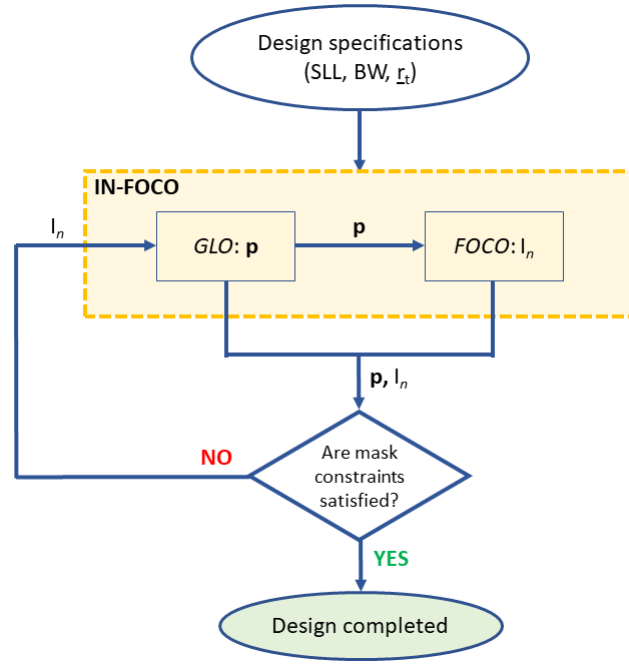 Design specifications
(SLL, BW, r_t)
IN-FOCO
I_n
GLO: p
p
FOCO: I_n
p, I_n
NO
Are mask
constraints
satisfied?
YES
Design completed